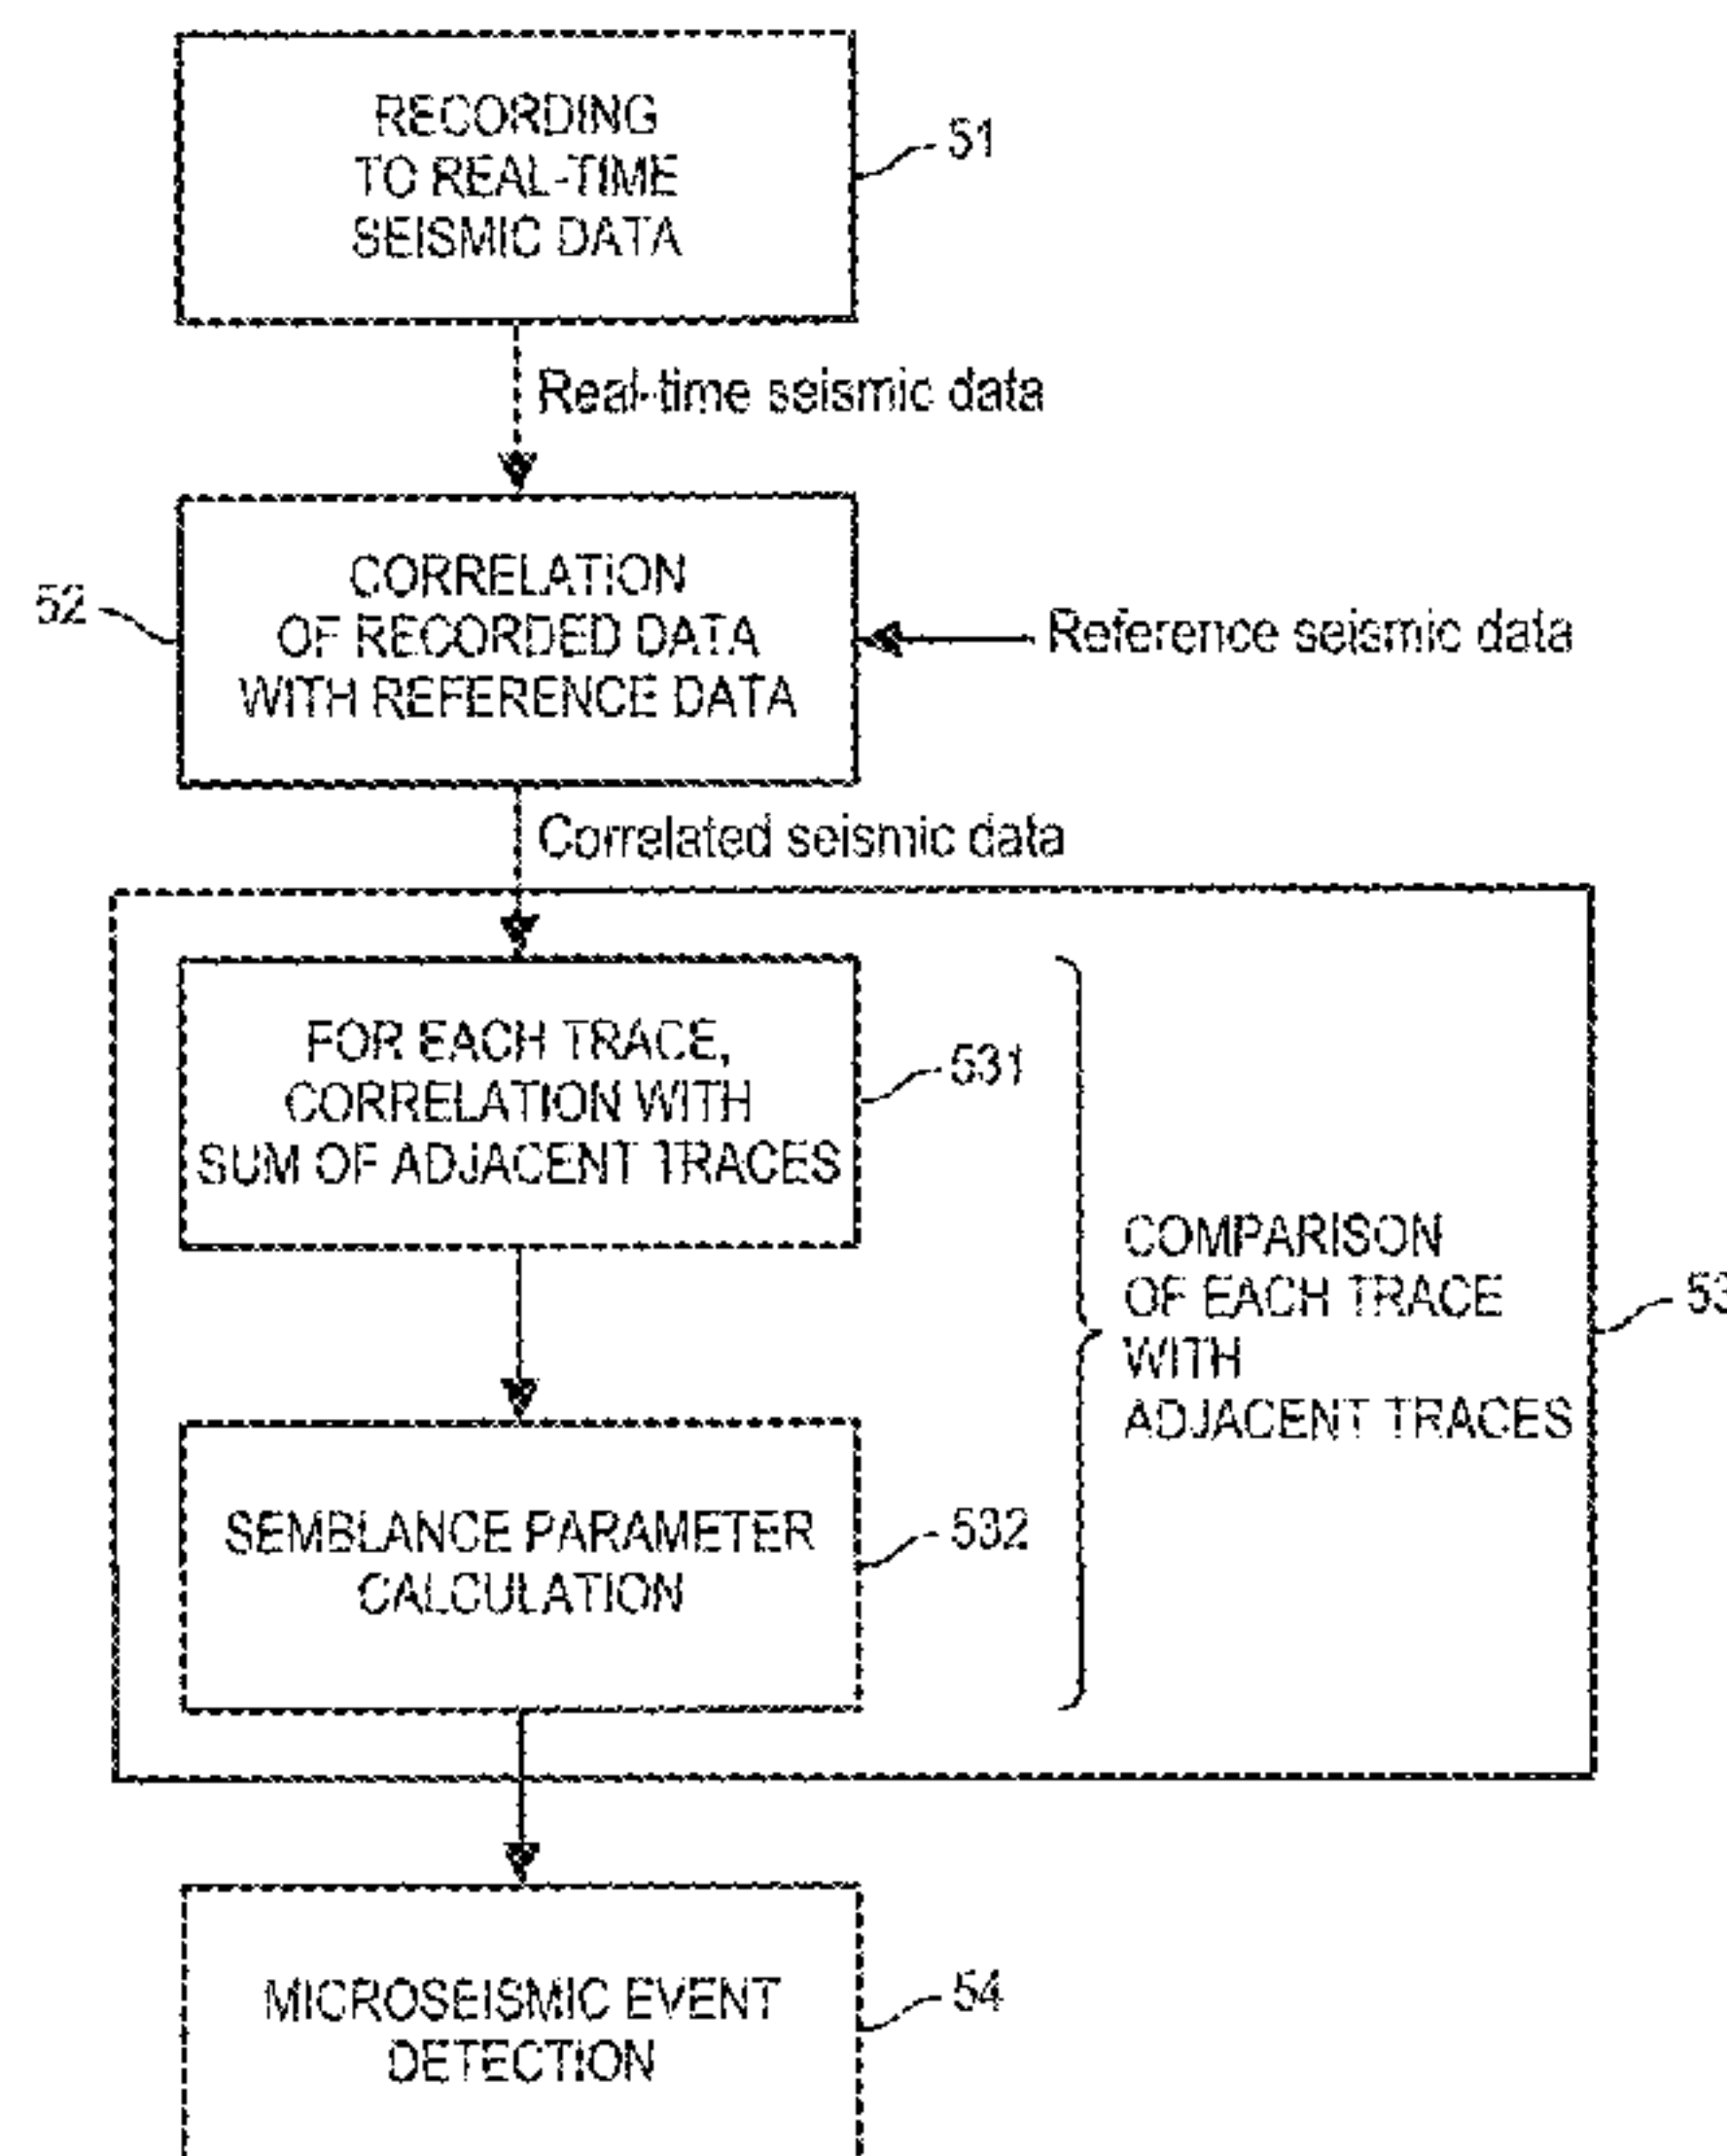 RECORDING
TO REAL-TIME
SEISMIC DATA
51
Real-time seismic data
52
CORRELATION
OF RECORDED DATA
WITH REFERENCE DATA
Reference seismic data
Correlated seismic data
FOR EACH TRACE,
CORRELATION WITH
SUM OF ADJACENT TRACES
531
COMPARISON
OF EACH TRACE
WITH
ADJACENT TRACES
53
SEMBLANCE PARAMETER
CALCULATION
532
MICROSEISMIC EVENT
DETECTION
54